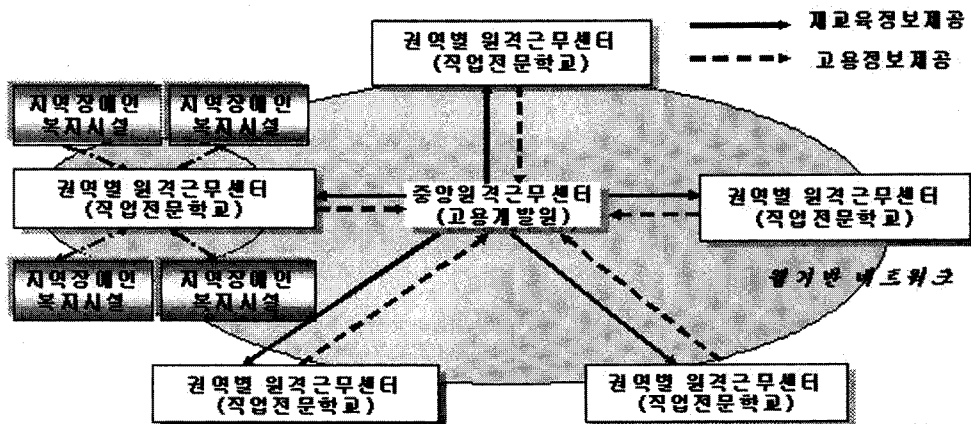 권역별 원격근무센터
(직업전문학교)
재교육정보제공
고용정보제공
지역장애인
복지시설
지역장애인
복지시설
권역별 원격근무센터
(직업전문학교)
중앙원격근무센터
(고용개발원)
권역별 원격근무센터
(직업전문학교)
지역장애인
복지시설
지역장애인
복지시설
웹기반 네트워크
권역별 원격근무센터
(직업전문학교)
권역별 원격근무센터
(직업전문학교)